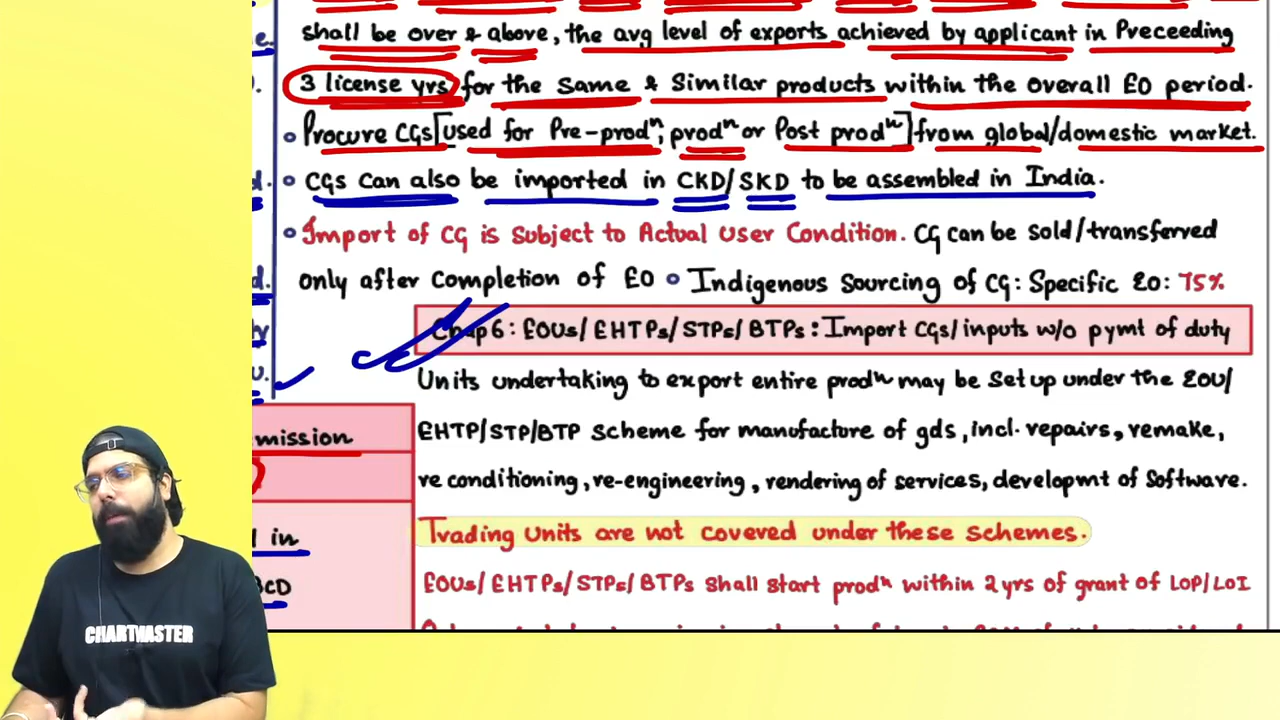 shall be over & above, the avg level of exports achieved by applicant in Preceeding
3 license yrs for the Same & Similar products within the overall EO period.
Procure CGs[used for Pre-prodⁿ, prodⁿ or Post prodⁿ] from global/domestic market.
CGs can also be imported in CKD/SKD to be assembled in India.
Import of CG is Subject to Actual User Condition. CG can be sold/transferred
only after completion of EO o Indigenous Sourcing of CG: Specific EO: 75%
Chap 6: EOUs/ EHTPs/ STPs/ BTPs: Import CGs/ inputs w/o pymt of duty
Units undertaking to export entire prodⁿ may be Set up under the EOU/
EHTP/STP/BTP scheme for manufacture of gds, incl. repairs, remake,
mission
re conditioning, re-engineering, rendering of services, developmt of Software.
Trading Units are not covered under these schemes.
in
EOUs/ EHTPs/ STPs/ BTPs shall start prodⁿ within 2 yrs of grant of LOP/LOI
BCD
CHARTMASTER